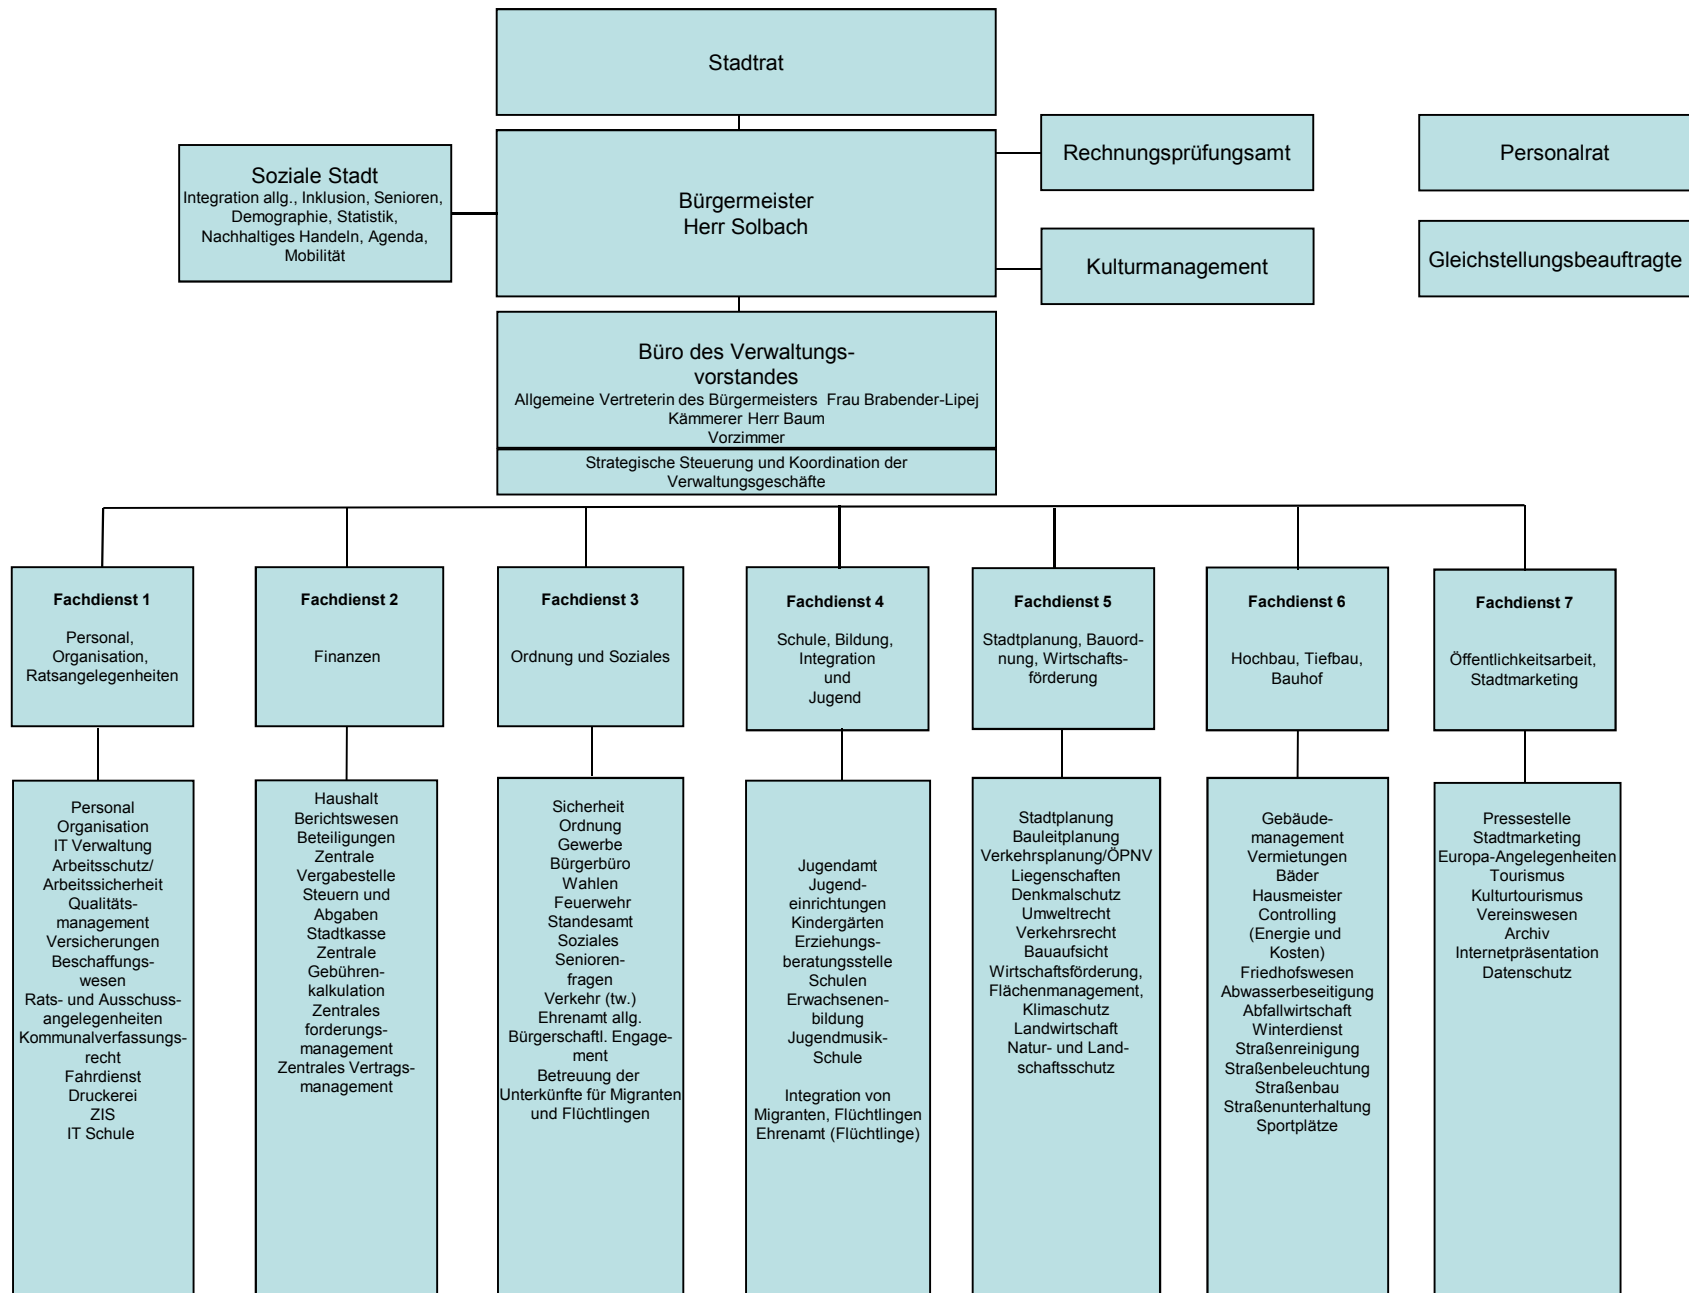 Stadtrat
Soziale Stadt
Integration allg., Inklusion, Senioren,
Demographie, Statistik,
Nachhaltiges Handeln, Agenda,
Mobilität
Bürgermeister
Herr Solbach
Rechnungsprüfungsamt
Kulturmanagement
Personalrat
Gleichstellungsbeauftragte
Büro des Verwaltungs-
vorstandes
Allgemeine Vertreterin des Bürgermeisters Frau Brabender-Lipej
Kämmerer Herr Baum
Vorzimmer
Strategische Steuerung und Koordination der
Verwaltungsgeschäfte
Fachdienst 1
Personal,
Organisation,
Ratsangelegenheiten
Fachdienst 2
Finanzen
Fachdienst 3
Ordnung und Soziales
Fachdienst 4
Schule, Bildung,
Integration
und
Jugend
Fachdienst 5
Stadtplanung, Bauord-
nung, Wirtschafts-
förderung
Fachdienst 6
Hochbau, Tiefbau,
Bauhof
Fachdienst 7
Öffentlichkeitsarbeit,
Stadtmarketing
Personal
Organisation
IT Verwaltung
Arbeitsschutz/
Arbeitssicherheit
Qualitäts-
management
Versicherungen
Beschaffungs-
wesen
Rats- und Ausschuss-
angelegenheiten
Kommunalverfassungs-
recht
Fahrdienst
Druckerei
ZIS
IT Schule
Haushalt
Berichtswesen
Beteiligungen
Zentrale
Vergabestelle
Steuern und
Abgaben
Stadtkasse
Zentrale
Gebühren-
kalkulation
Zentrales
forderungs-
management
Zentrales Vertrags-
management
Sicherheit
Ordnung
Gewerbe
Bürgerbüro
Wahlen
Feuerwehr
Standesamt
Soziales
Senioren-
fragen
Verkehr (tw.)
Ehrenamt allg.
Bürgerschaftl. Engage-
ment
Betreuung der
Unterkünfte für Migranten
und Flüchtlingen
Jugendamt
Jugend-
einrichtungen
Kindergärten
Erziehungs-
beratungsstelle
Schulen
Erwachsenen-
bildung
Jugendmusik-
Schule
Integration von
Migranten, Flüchtlingen
Ehrenamt (Flüchtlinge)
Stadtplanung
Bauleitplanung
Verkehrsplanung/ÖPNV
Liegenschaften
Denkmalschutz
Umweltrecht
Verkehrsrecht
Bauaufsicht
Wirtschaftsförderung,
Flächenmanagement,
Klimaschutz
Landwirtschaft
Natur- und Land-
schaftsschutz
Gebäude-
management
Vermietungen
Bäder
Hausmeister
Controlling
(Energie und
Kosten)
Friedhofswesen
Abwasserbeseitigung
Abfallwirtschaft
Winterdienst
Straßenreinigung
Straßenbeleuchtung
Straßenbau
Straßenunterhaltung
Sportplätze
Pressestelle
Stadtmarketing
Europa-Angelegenheiten
Tourismus
Kulturtourismus
Vereinswesen
Archiv
Internetpräsentation
Datenschutz